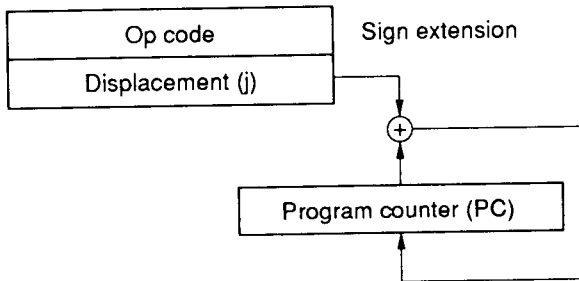 Op code
Sign extension
Displacement (j)
+
Program counter (PC)